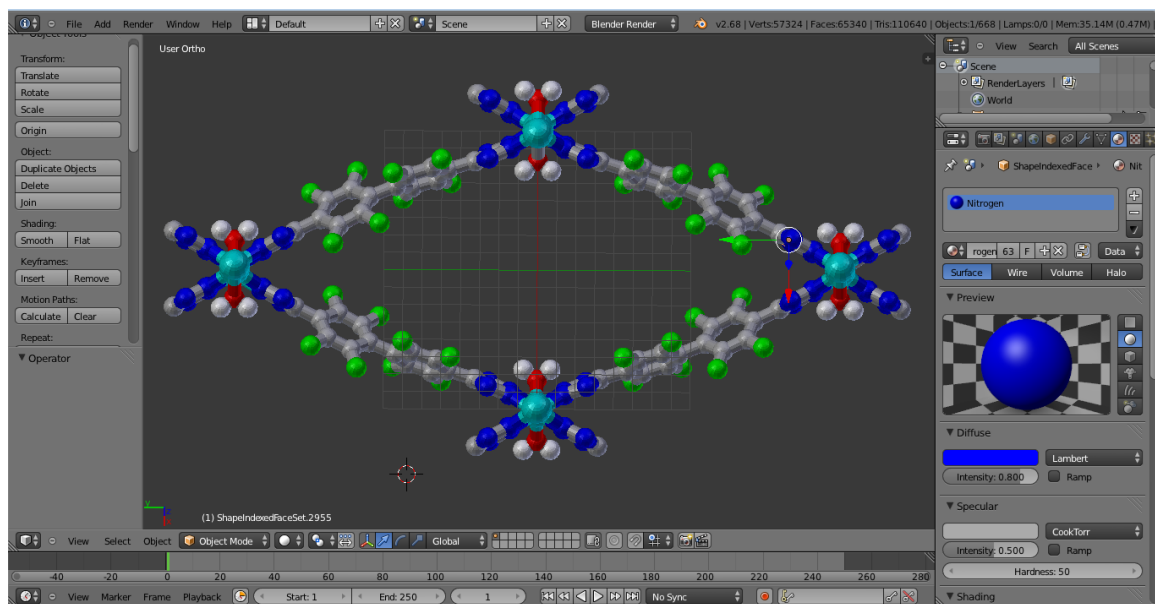 File Add Render Window Help Default Scene Blender Render v2.68 | Verts:57324 | Faces:65340 | Tris:110640 | Objects:1/668 | Lamps:0/0 | Mem:35.14M (0.47M)
Object Tools
Transform:
Translate
Rotate
Scale
Origin
Object:
Duplicate Objects
Delete
Join
Shading:
Smooth Flat
Keyframes:
Insert Remove
Motion Paths:
Calculate Clear
Repeat:
Operator
User Ortho
y z
(1) ShapeIndexedFaceSet.2955
View Select Object Object Mode Global
-40 -20 0 20 40 60 80 100 120 140 160 180 200 220 240 260 280
View Marker Frame Playback Start: 1 End: 250 1 No Sync
View Search All Scenes
Scene
RenderLayers |
World
ShapeIndexedFace Nit
Nitrogen
rogen 63 F Data
Surface Wire Volume Halo
Preview
Diffuse
Lambert
Intensity: 0.800 Ramp
Specular
CookTorr
Intensity: 0.500 Ramp
Hardness: 50
Shading